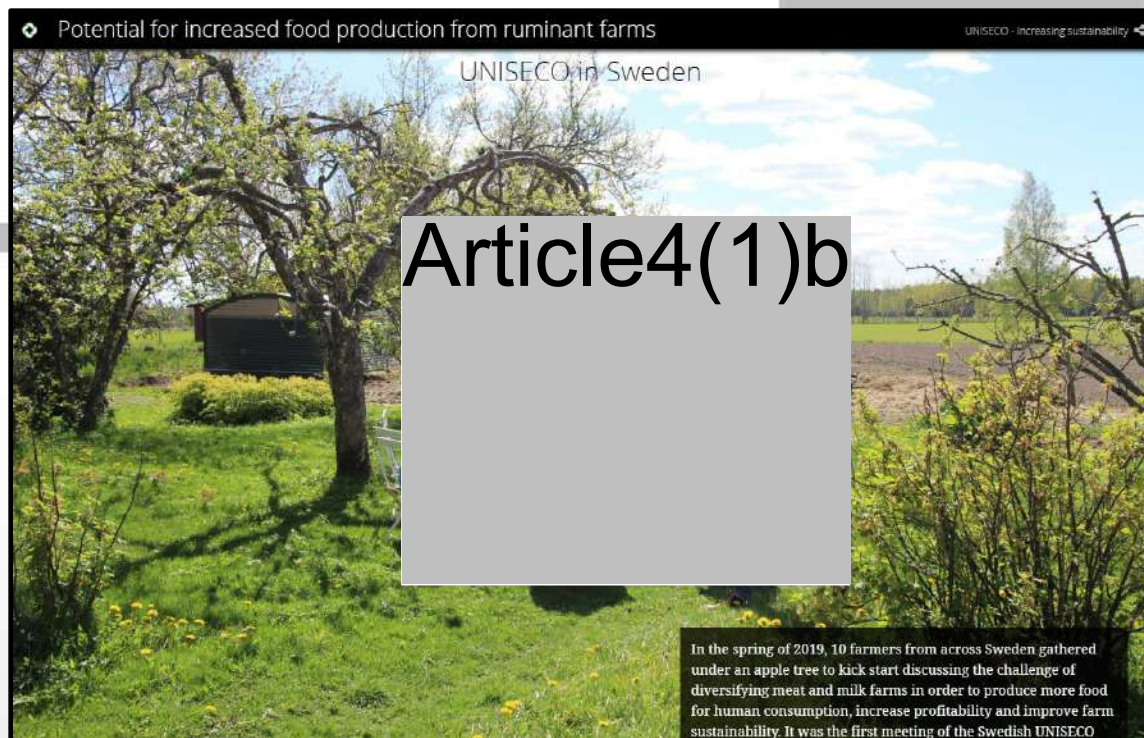 Potential for increased food production from ruminant farms
UNISECO - Increasing sustainability
UNISECO in Sweden
Article4(1)b
In the spring of 2019, 10 farmers from across Sweden gathered
under an apple tree to kick start discussing the challenge of
diversifying meat and milk farms in order to produce more food
for human consumption, increase profitability and improve farm
sustainability. It was the first meeting of the Swedish UNISECO